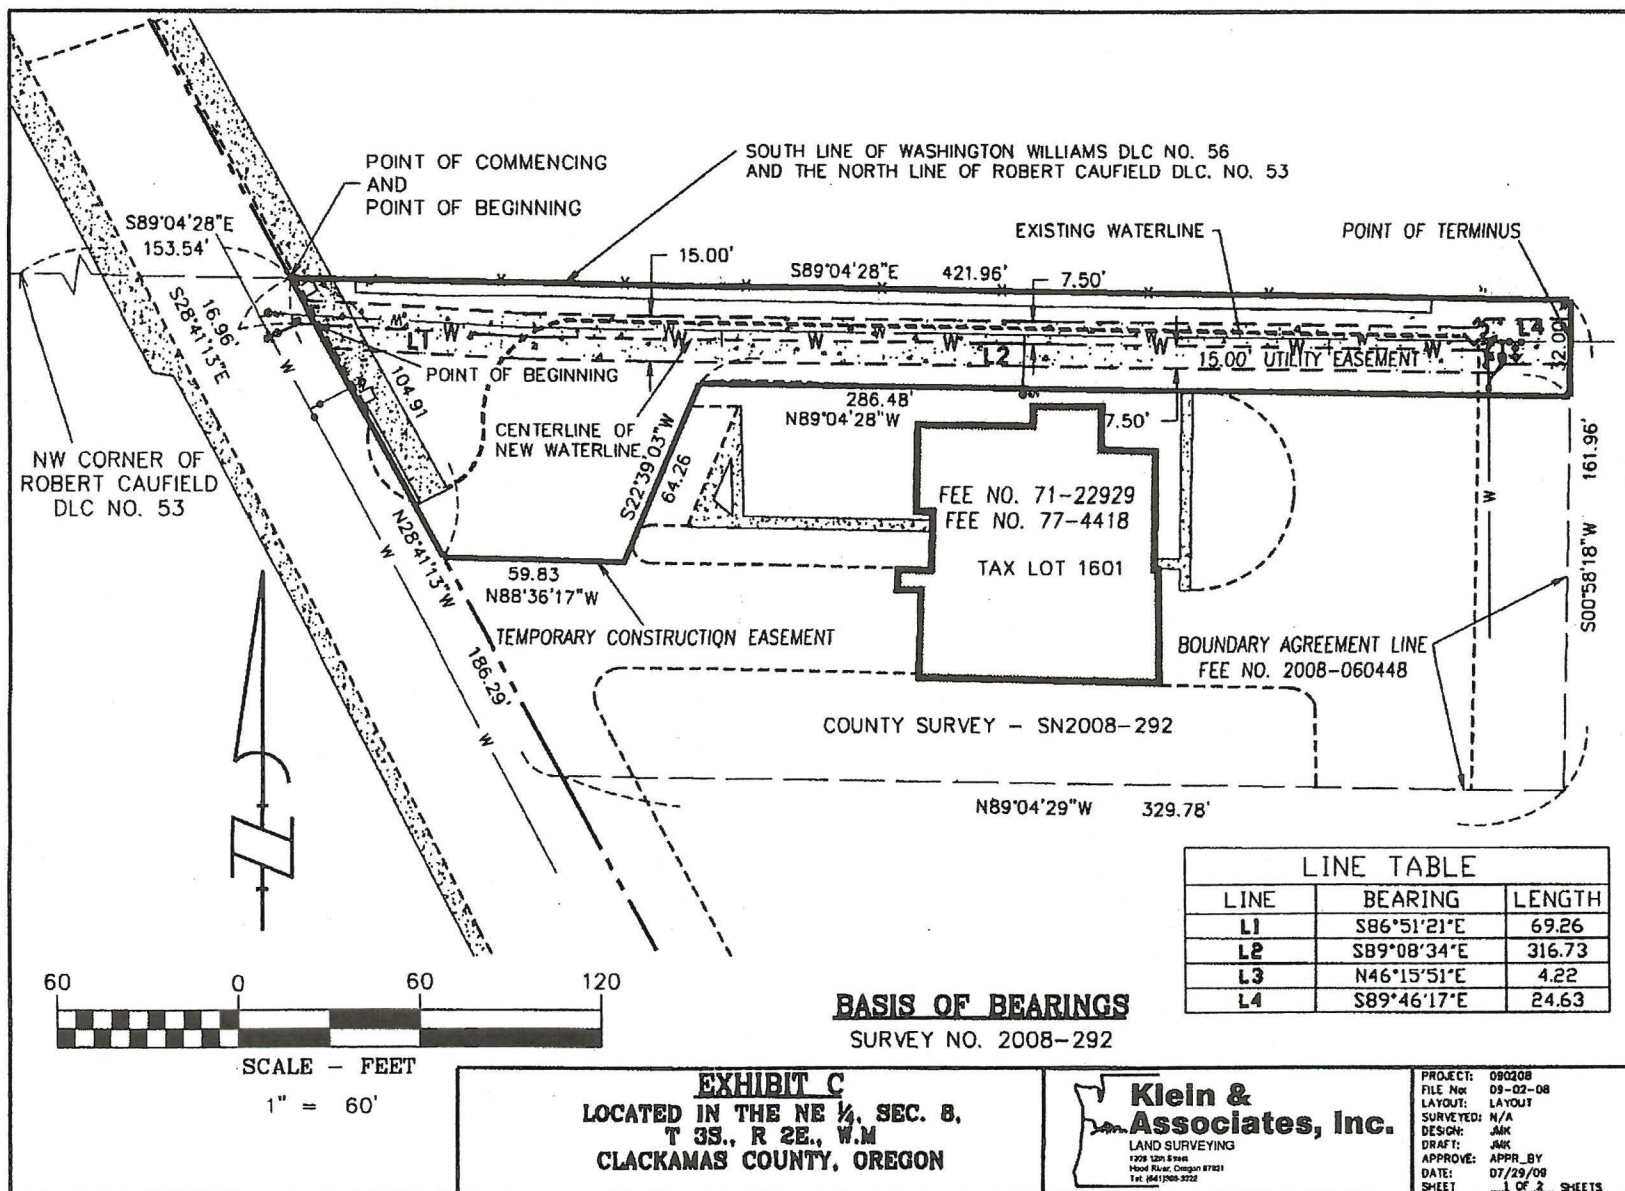 POINT OF COMMENCING
AND
POINT OF BEGINNING
SOUTH LINE OF WASHINGTON WILLIAMS DLC NO. 56
AND THE NORTH LINE OF ROBERT CAUFIELD DLC. NO. 53
S89°04'28"E
153.54'
EXISTING WATERLINE
POINT OF TERMINUS
15.00'
S89°04'28"E 421.96'
7.50'
16.96'
S28°41'13"E
L1
W
W
W
W
W
W
W
L2
L4
32.00
15.00' UTILITY EASEMENT
POINT OF BEGINNING
104.91
286.48'
N89°04'28"W
7.50'
CENTERLINE OF
NEW WATERLINE
S22°39'03"W
64.26
NW CORNER OF
ROBERT CAUFIELD
DLC NO. 53
161.96'
S00°58'18"W
FEE NO. 71-22929
FEE NO. 77-4418
TAX LOT 1601
W
W
W
W
N28°41'13"W
59.83
N88°36'17"W
TEMPORARY CONSTRUCTION EASEMENT
186.29'
BOUNDARY AGREEMENT LINE
FEE NO. 2008-060448
COUNTY SURVEY - SN2008-292
N89°04'29"W 329.78'
LINE TABLE
LINE BEARING LENGTH
L1 S86°51'21"E 69.26
L2 S89°08'34"E 316.73
L3 N46°15'51"E 4.22
L4 S89°46'17"E 24.63
60 0 60 120
SCALE - FEET
1" = 60'
BASIS OF BEARINGS
SURVEY NO. 2008-292
EXHIBIT C
LOCATED IN THE NE ¼, SEC. 8,
T 3S., R 2E., W.M
CLACKAMAS COUNTY, OREGON
Klein &
Associates, Inc.
LAND SURVEYING
Hood River, Oregon 97031
PROJECT: 090208
FILE No: 09-02-08
LAYOUT: LAYOUT
SURVEYED: N/A
DESIGN: JMK
DRAFT: JMK
APPROVE: APPR_BY
DATE: 07/29/09
SHEET 1 OF 2 SHEETS